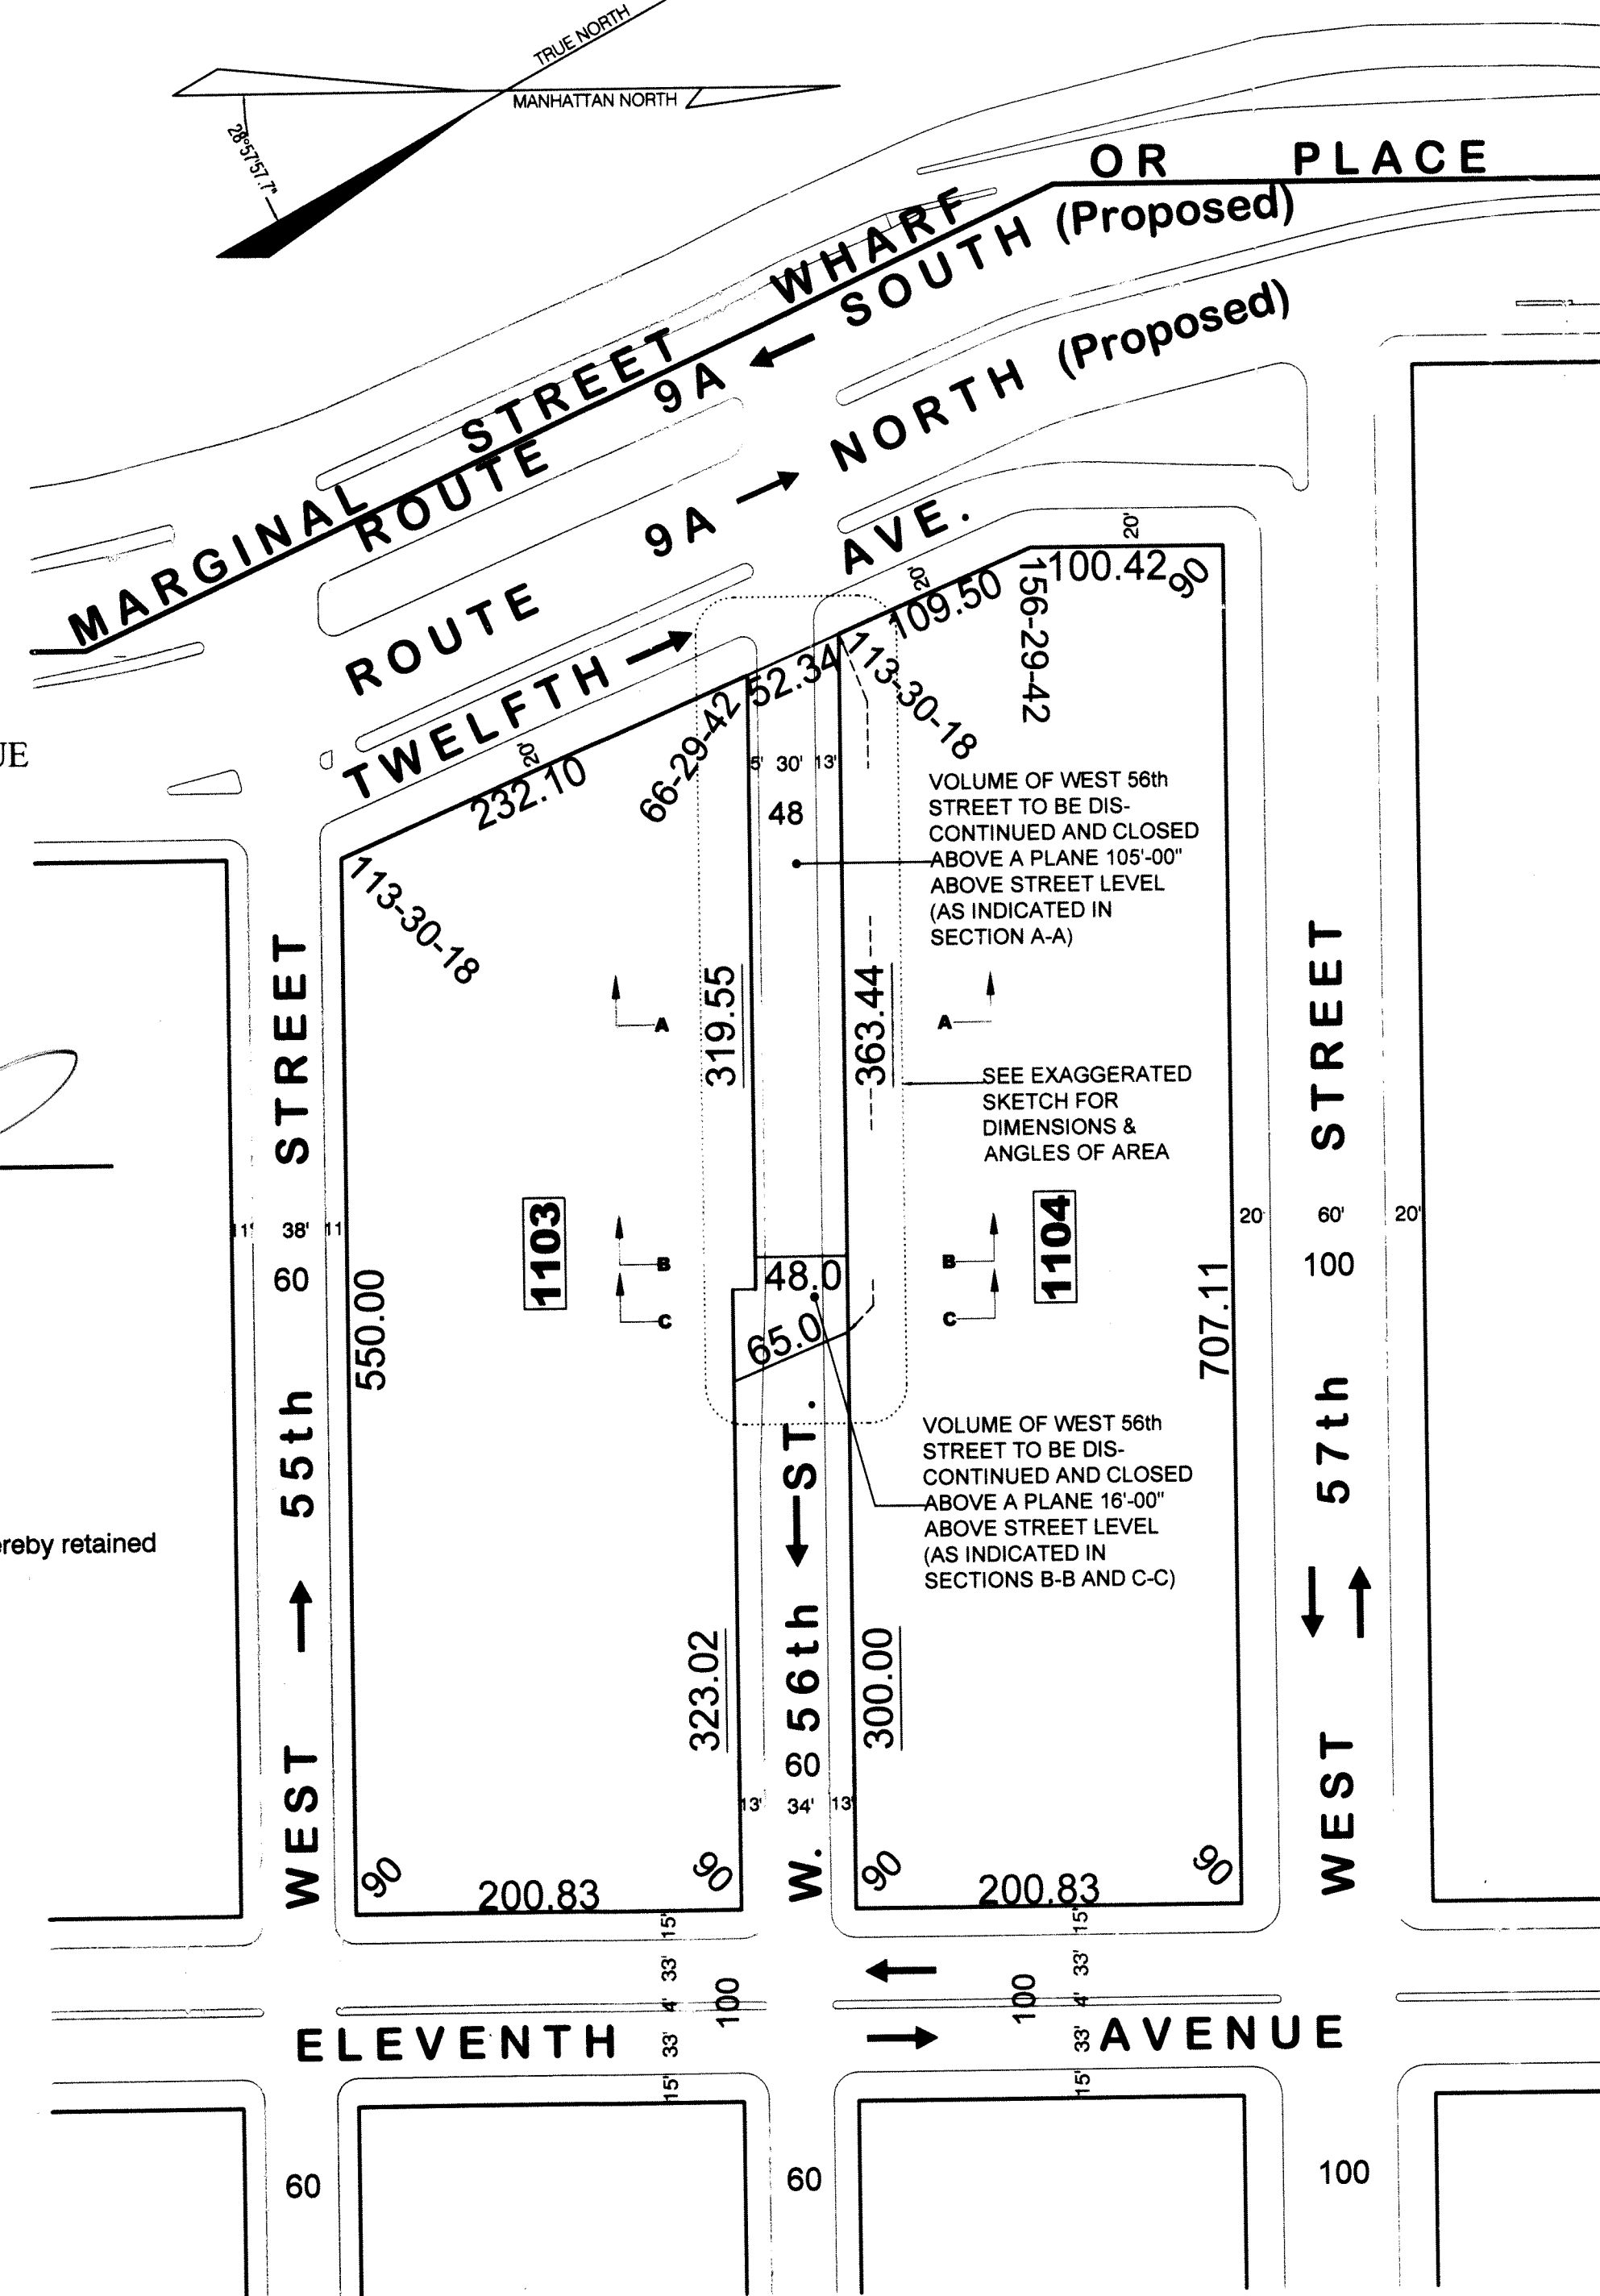 TRUE NORTH
MANHATTAN NORTH
28°57'57.7"
MARGINAL STREET WHARF OR PLACE
ROUTE 9A SOUTH (Proposed)
ROUTE 9A NORTH (Proposed)
TWELFTH AVE.
20'
100.42
90
20'
109.50
156-29-42
52.34
113-30-18
66-29-42
20'
232.10
113-30-18
UE
5' 30' 13'
48
VOLUME OF WEST 56th
STREET TO BE DIS-
CONTINUED AND CLOSED
ABOVE A PLANE 105'-00"
ABOVE STREET LEVEL
(AS INDICATED IN
SECTION A-A)
319.55
363.44
A
A
SEE EXAGGERATED
SKETCH FOR
DIMENSIONS &
ANGLES OF AREA
1103
1104
11' 38' 11
60
20' 60' 20'
100
B
B
C
C
48.0
65.0
550.00
707.11
VOLUME OF WEST 56th
STREET TO BE DIS-
CONTINUED AND CLOSED
ABOVE A PLANE 16'-00"
ABOVE STREET LEVEL
(AS INDICATED IN
SECTIONS B-B AND C-C)
ereby retained
WEST 55th STREET
W. 56th ST.
WEST 57th STREET
323.02
300.00
60
13' 34' 13'
90
200.83
90
90
200.83
90
15'
33'
4'
33'
15'
100
100
15'
33'
4'
33'
15'
ELEVENTH AVENUE
60
60
100